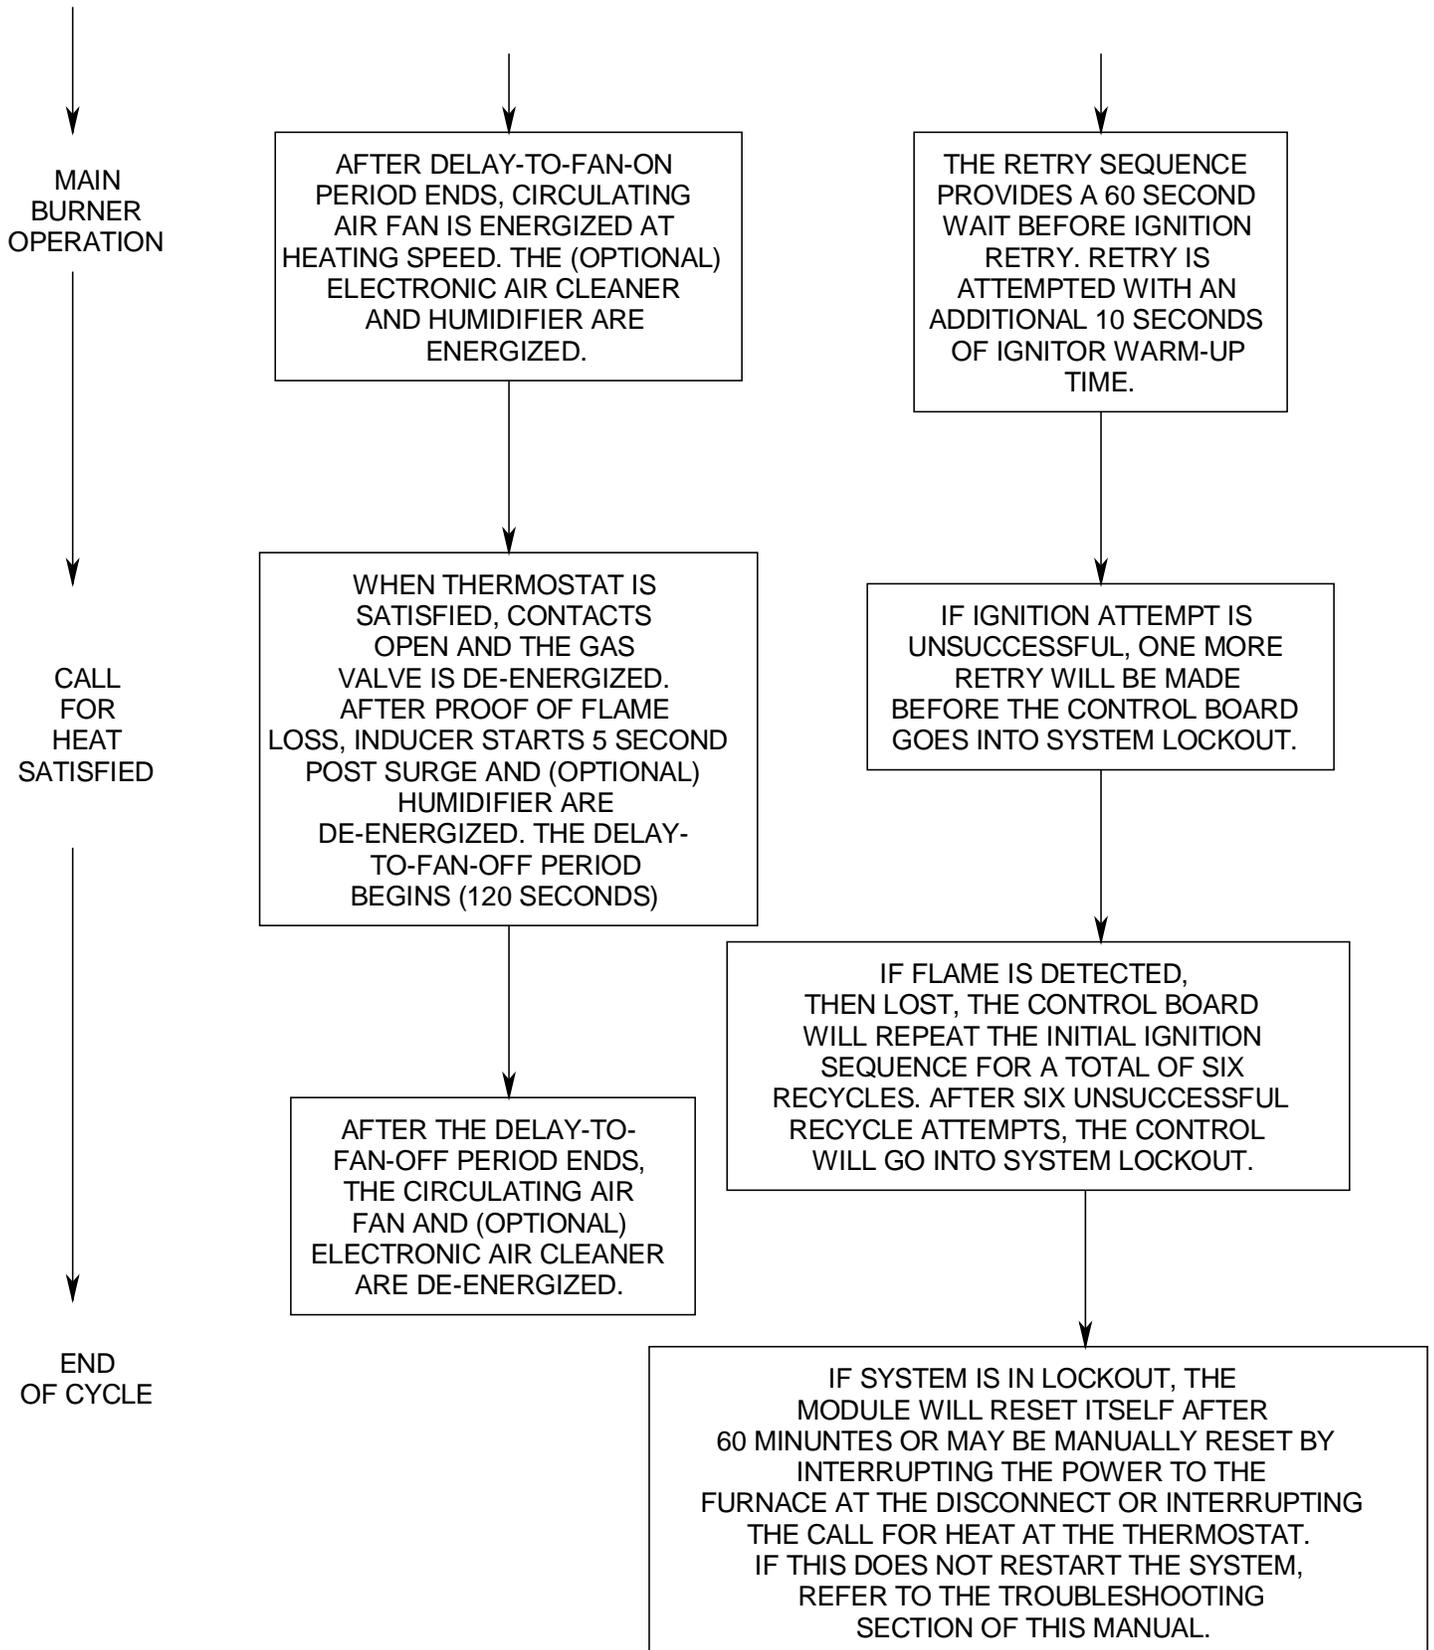 MAIN
BURNER
OPERATION
CALL
FOR
HEAT
SATISFIED
END
OF CYCLE
AFTER DELAY-TO-FAN-ON
PERIOD ENDS, CIRCULATING
AIR FAN IS ENERGIZED AT
HEATING SPEED. THE (OPTIONAL)
ELECTRONIC AIR CLEANER
AND HUMIDIFIER ARE
ENERGIZED.
WHEN THERMOSTAT IS
SATISFIED, CONTACTS
OPEN AND THE GAS
VALVE IS DE-ENERGIZED.
AFTER PROOF OF FLAME
LOSS, INDUCER STARTS 5 SECOND
POST SURGE AND (OPTIONAL)
HUMIDIFIER ARE
DE-ENERGIZED. THE DELAY-
TO-FAN-OFF PERIOD
BEGINS (120 SECONDS)
AFTER THE DELAY-TO-
FAN-OFF PERIOD ENDS,
THE CIRCULATING AIR
FAN AND (OPTIONAL)
ELECTRONIC AIR CLEANER
ARE DE-ENERGIZED.
THE RETRY SEQUENCE
PROVIDES A 60 SECOND
WAIT BEFORE IGNITION
RETRY. RETRY IS
ATTEMPTED WITH AN
ADDITIONAL 10 SECONDS
OF IGNITOR WARM-UP
TIME.
IF IGNITION ATTEMPT IS
UNSUCCESSFUL, ONE MORE
RETRY WILL BE MADE
BEFORE THE CONTROL BOARD
GOES INTO SYSTEM LOCKOUT.
IF FLAME IS DETECTED,
THEN LOST, THE CONTROL BOARD
WILL REPEAT THE INITIAL IGNITION
SEQUENCE FOR A TOTAL OF SIX
RECYCLES. AFTER SIX UNSUCCESSFUL
RECYCLE ATTEMPTS, THE CONTROL
WILL GO INTO SYSTEM LOCKOUT.
IF SYSTEM IS IN LOCKOUT, THE
MODULE WILL RESET ITSELF AFTER
60 MINUNTES OR MAY BE MANUALLY RESET BY
INTERRUPTING THE POWER TO THE
FURNACE AT THE DISCONNECT OR INTERRUPTING
THE CALL FOR HEAT AT THE THERMOSTAT.
IF THIS DOES NOT RESTART THE SYSTEM,
REFER TO THE TROUBLESHOOTING
SECTION OF THIS MANUAL.